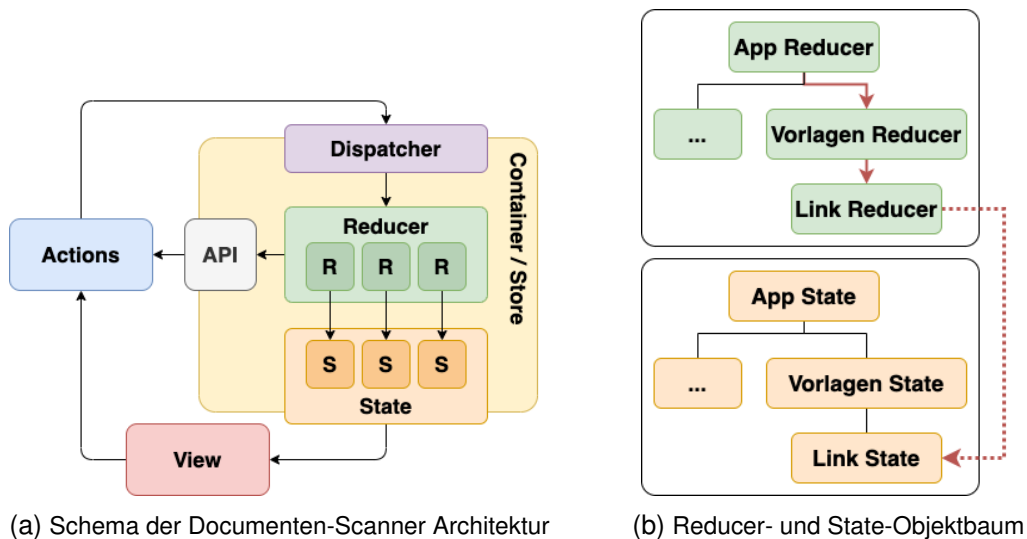 Dispatcher
Container / Store
Reducer
R R R
API
Actions
S S S
State
View
(a) Schema der Documenten-Scanner Architektur
App Reducer
...
Vorlagen Reducer
Link Reducer
App State
...
Vorlagen State
Link State
(b) Reducer- und State-Objektbaum